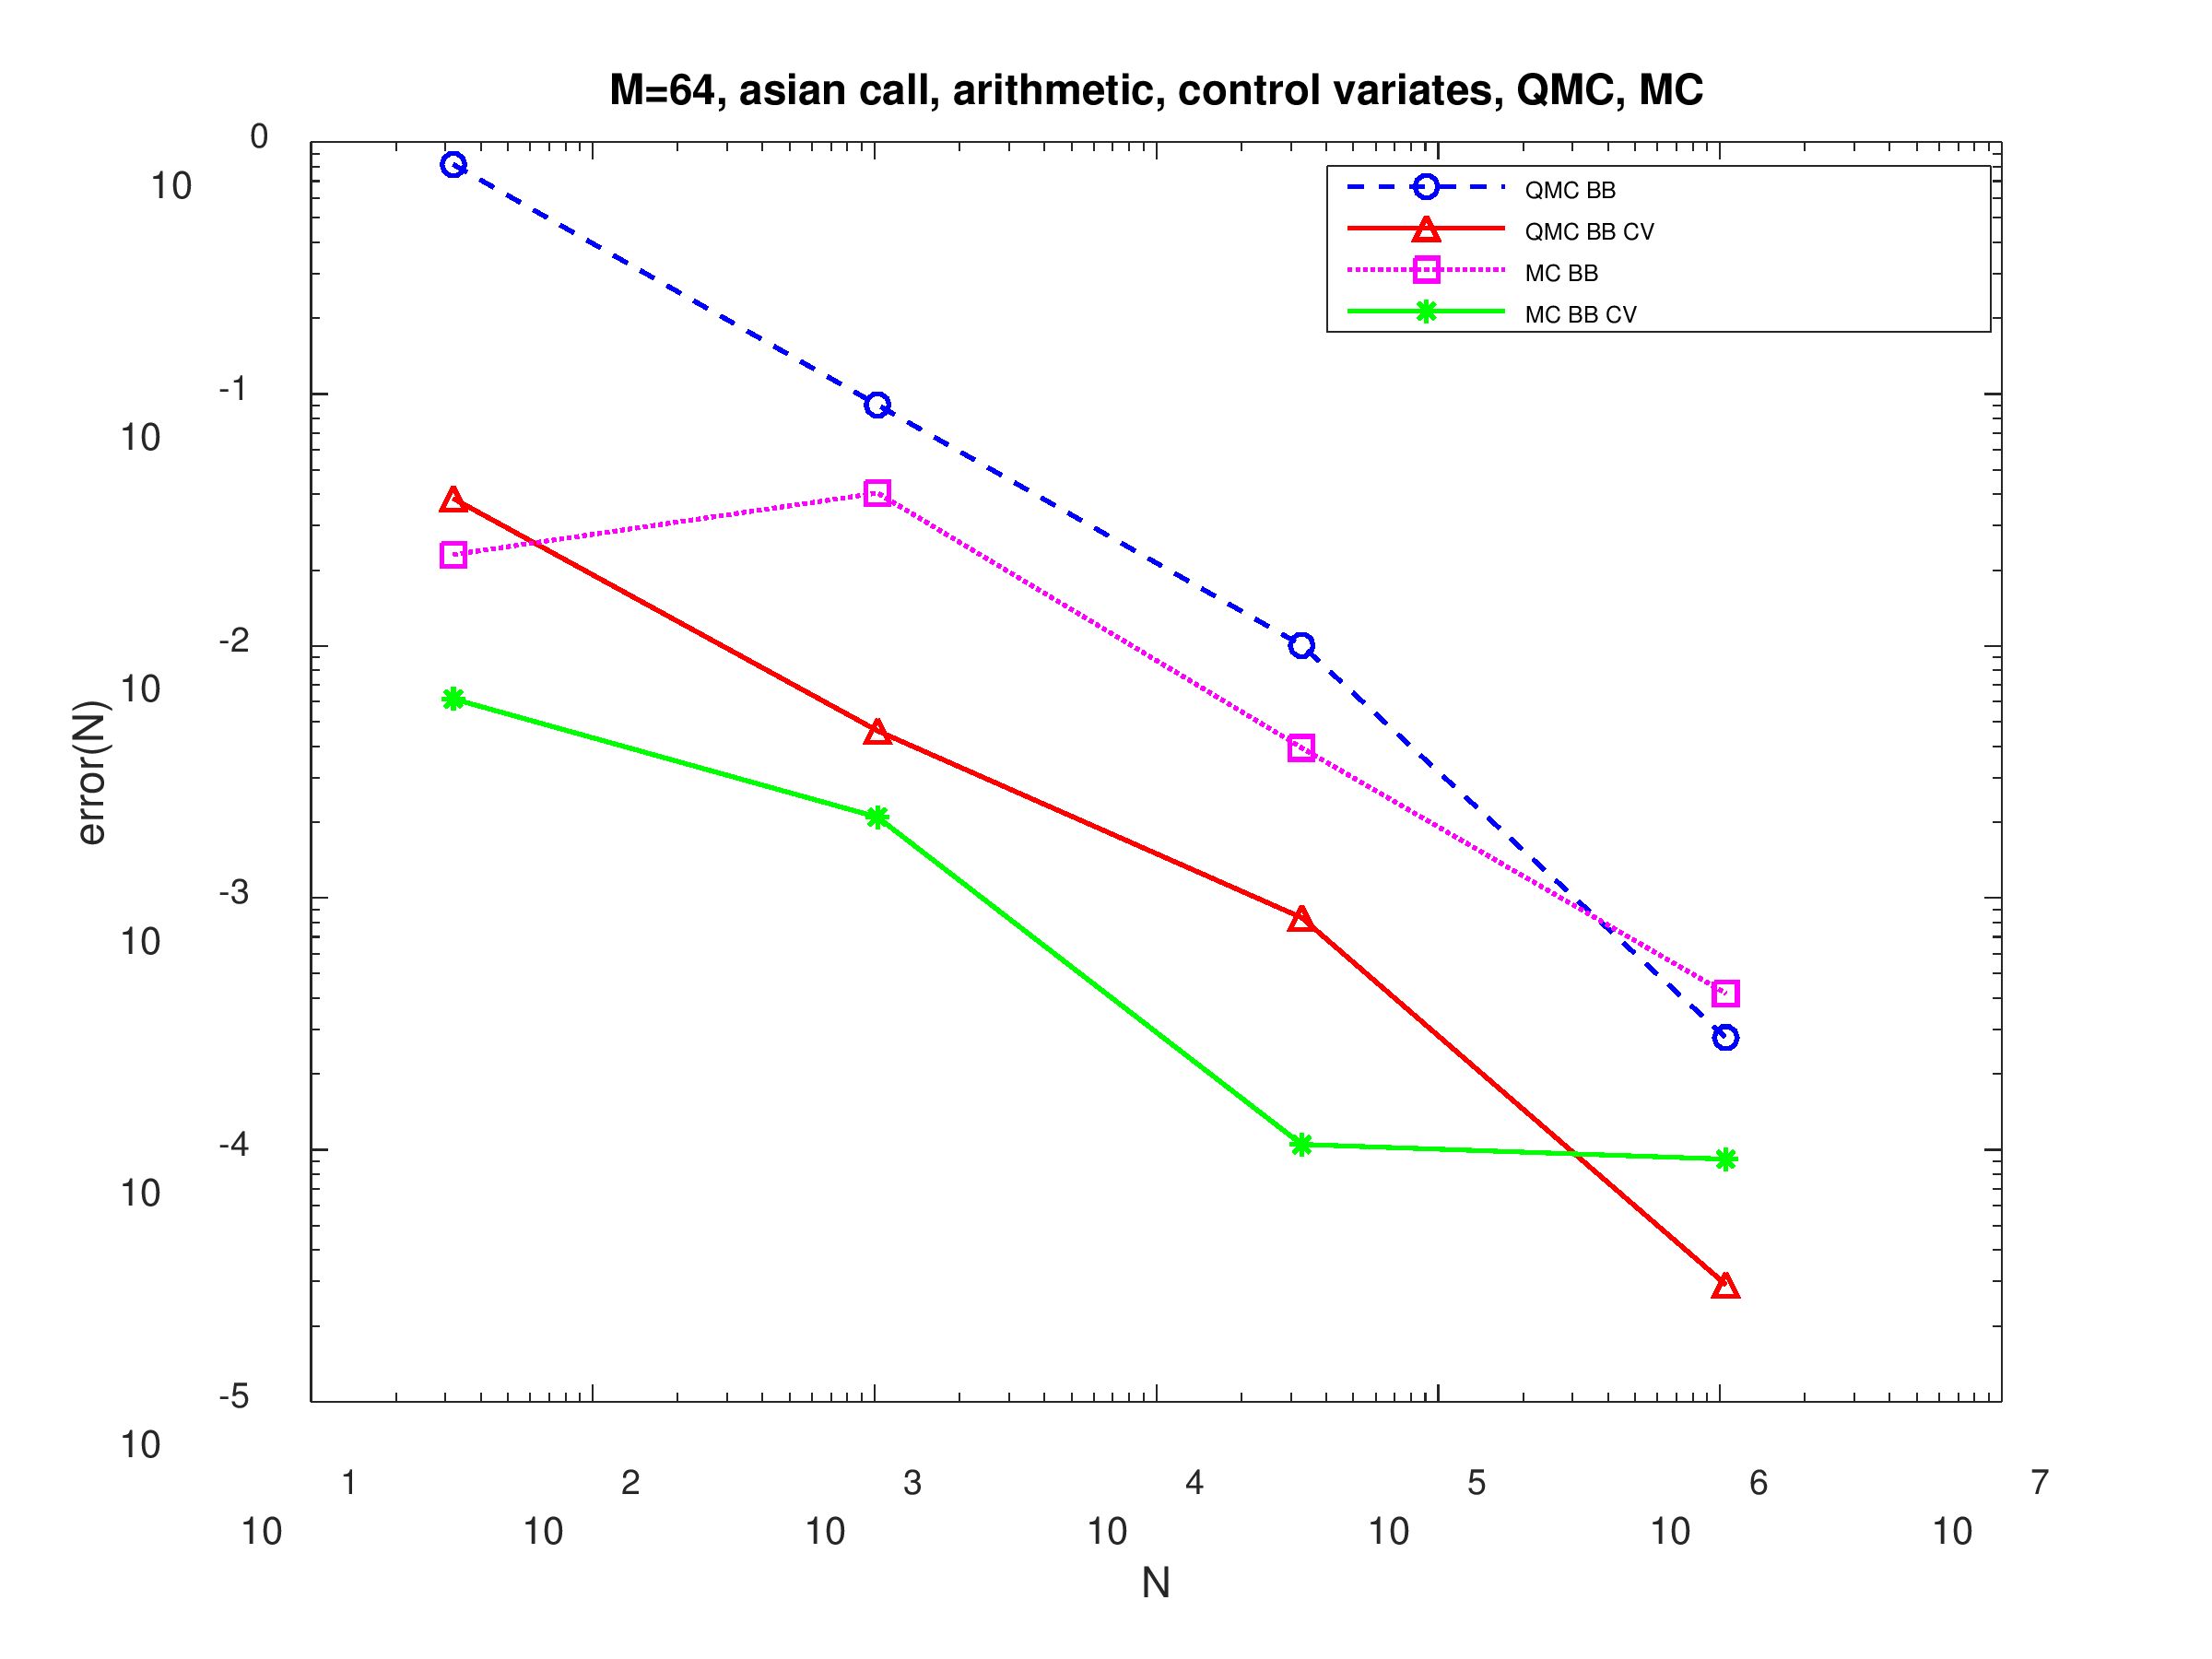 M=64, asian call, arithmetic, control variates, QMC, MC
QMC BB
QMC BB CV
MC BB
MC BB CV
error(N)
0
10
-1
10
-2
10
-3
10
-4
10
-5
10
1 2 3 4 5 6 7
10 10 10 10 10 10 10
N